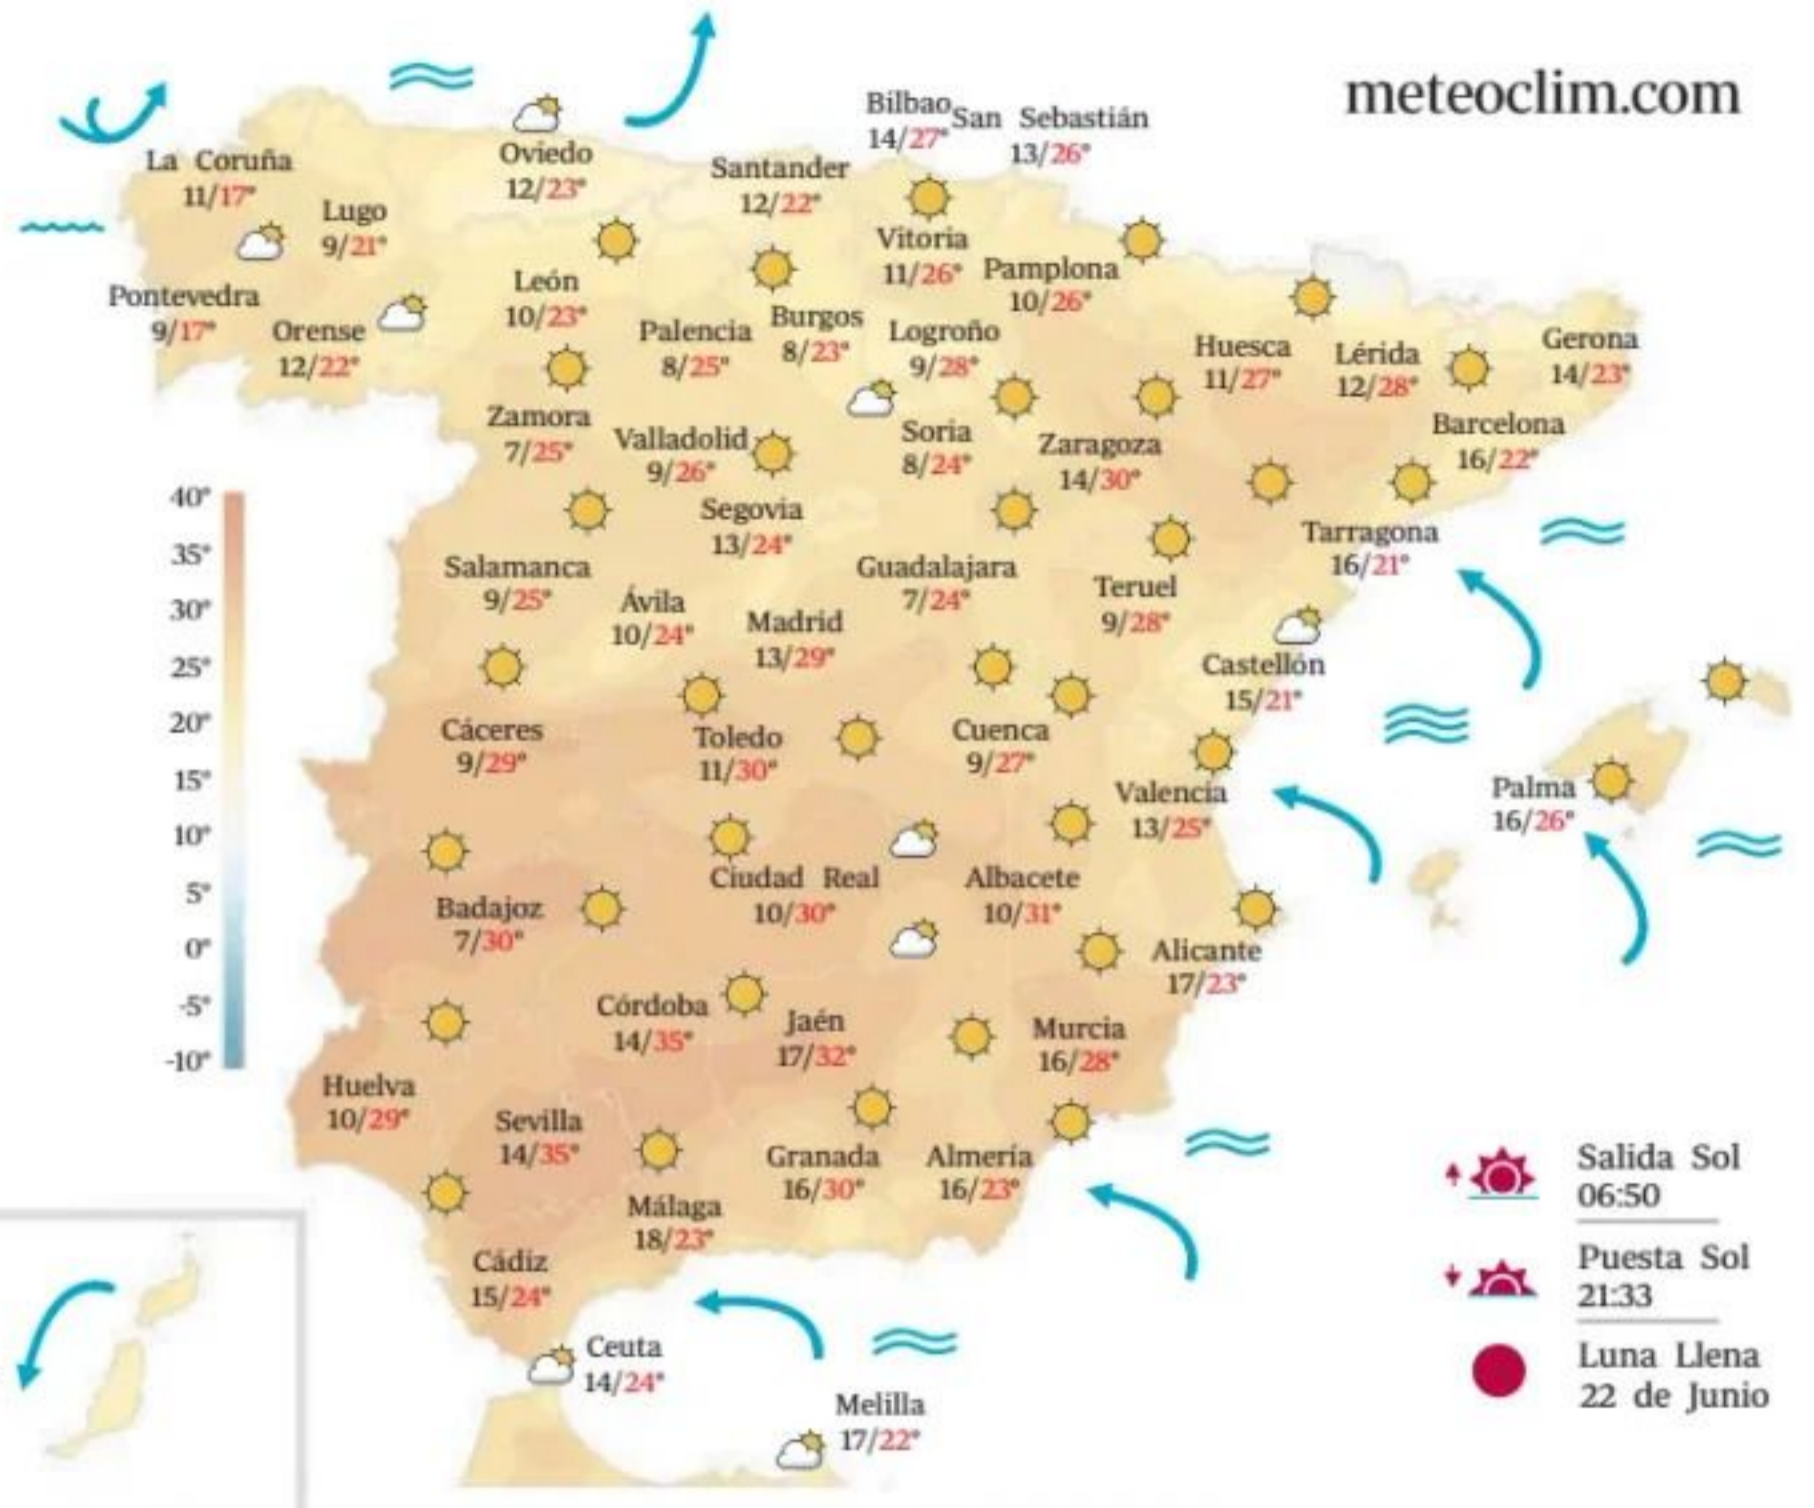 meteoclim.com
Bilbao
14/27°
San Sebastián
13/26°
La Coruña
11/17°
Oviedo
12/23°
Santander
12/22°
Lugo
9/21°
Vitoria
11/26°
Pamplona
10/26°
León
10/23°
Pontevedra
9/17°
Orense
12/22°
Palencia
8/25°
Burgos
8/23°
Logroño
9/28°
Huesca
11/27°
Lérida
12/28°
Gerona
14/23°
Zamora
7/25°
Valladolid
9/26°
Soria
8/24°
Zaragoza
14/30°
Barcelona
16/22°
Segovia
13/24°
Tarragona
16/21°
Salamanca
9/25°
Ávila
10/24°
Madrid
13/29°
Guadalajara
7/24°
Teruel
9/28°
Castellón
15/21°
Cáceres
9/29°
Toledo
11/30°
Cuenca
9/27°
Valencia
13/25°
Palma
16/26°
Ciudad Real
10/30°
Albacete
10/31°
Badajoz
7/30°
Alicante
17/23°
Córdoba
14/35°
Jaén
17/32°
Murcia
16/28°
Huelva
10/29°
Sevilla
14/35°
Granada
16/30°
Almería
16/23°
Málaga
18/23°
Cádiz
15/24°
Ceuta
14/24°
Melilla
17/22°
40°
35°
30°
25°
20°
15°
10°
5°
0°
-5°
-10°
Salida Sol
06:50
Puesta Sol
21:33
Luna Llena
22 de Junio